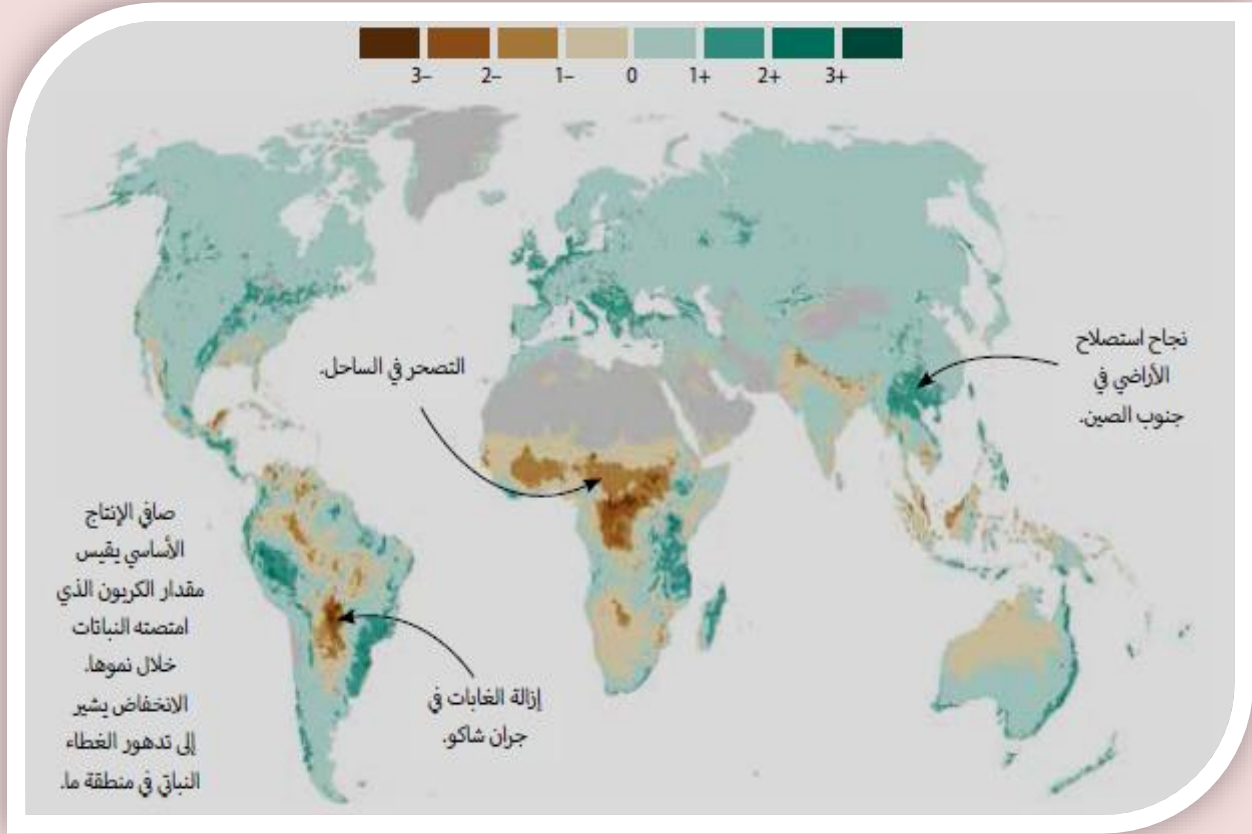 3– 2– 1– 0 1+ 2+ 3+
نجاح استصلاح
الأراضي في
جنوب الصين.
التصحر في الساحل.
صافي الإنتاج
الأساسي يقيس
مقدار الكربون الذي
امتصته النباتات
خلال نموها.
الانخفاض يشير
إلى تدهور الغطاء
النباتي في منطقة ما.
إزالة الغابات في
جران شاكو.